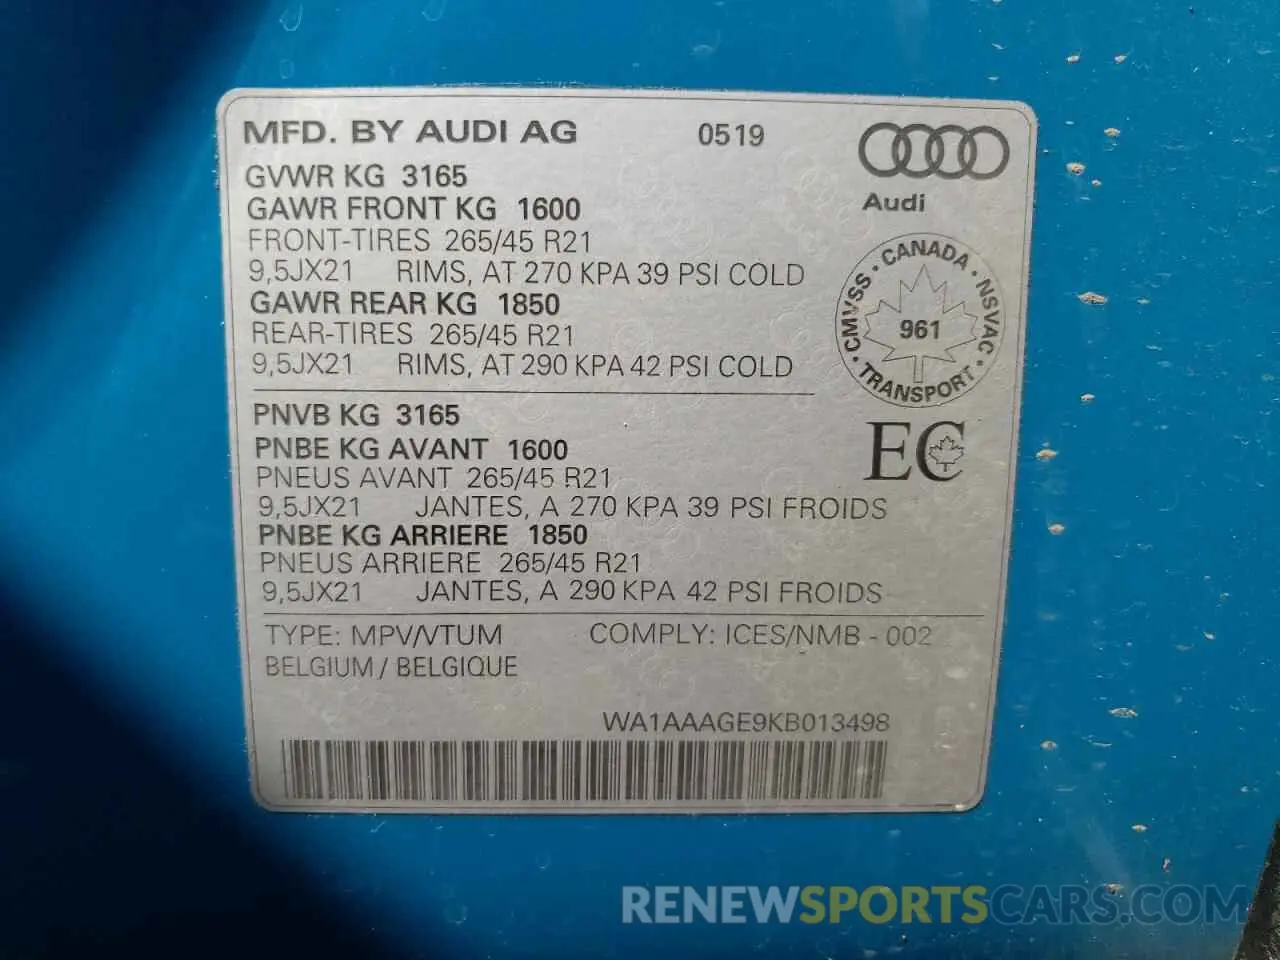 MFD. BY AUDI AG 0519
Audi
GVWR KG 3165
GAWR FRONT KG 1600
FRONT-TIRES 265/45 R21
9,5JX21 RIMS, AT 270 KPA 39 PSI COLD
GAWR REAR KG 1850
REAR-TIRES 265/45 R21
9,5JX21 RIMS, AT 290 KPA 42 PSI COLD
CMVSS · CANADA · NSVAC · TRANSPORT ·
961
PNVB KG 3165
PNBE KG AVANT 1600
PNEUS AVANT 265/45 R21
9,5JX21 JANTES, A 270 KPA 39 PSI FROIDS
PNBE KG ARRIERE 1850
PNEUS ARRIERE 265/45 R21
9,5JX21 JANTES, A 290 KPA 42 PSI FROIDS
EC
TYPE: MPV/VTUM COMPLY: ICES/NMB - 002
BELGIUM / BELGIQUE
WA1AAAGE9KB013498
RENEWSPORTSCARS.COM